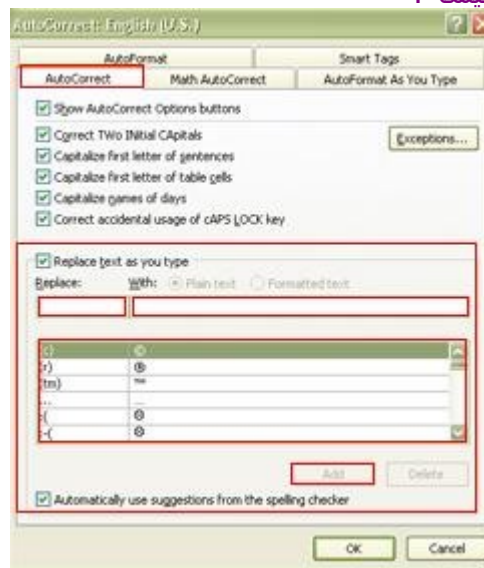 AutoCorrect: English (U.S.)
AutoFormat Smart Tags
AutoCorrect Math AutoCorrect AutoFormat As You Type
Show AutoCorrect Options buttons
Correct TWo INitial CApitals Exceptions...
Capitalize first letter of sentences
Capitalize first letter of table cells
Capitalize names of days
Correct accidental usage of cAPS LOCK key
Replace text as you type
Replace: With: Plain text Formatted text
(c) ©
(r) ®
(tm) ™
... …
:( ☹
:-( ☹
Add Delete
Automatically use suggestions from the spelling checker
OK Cancel